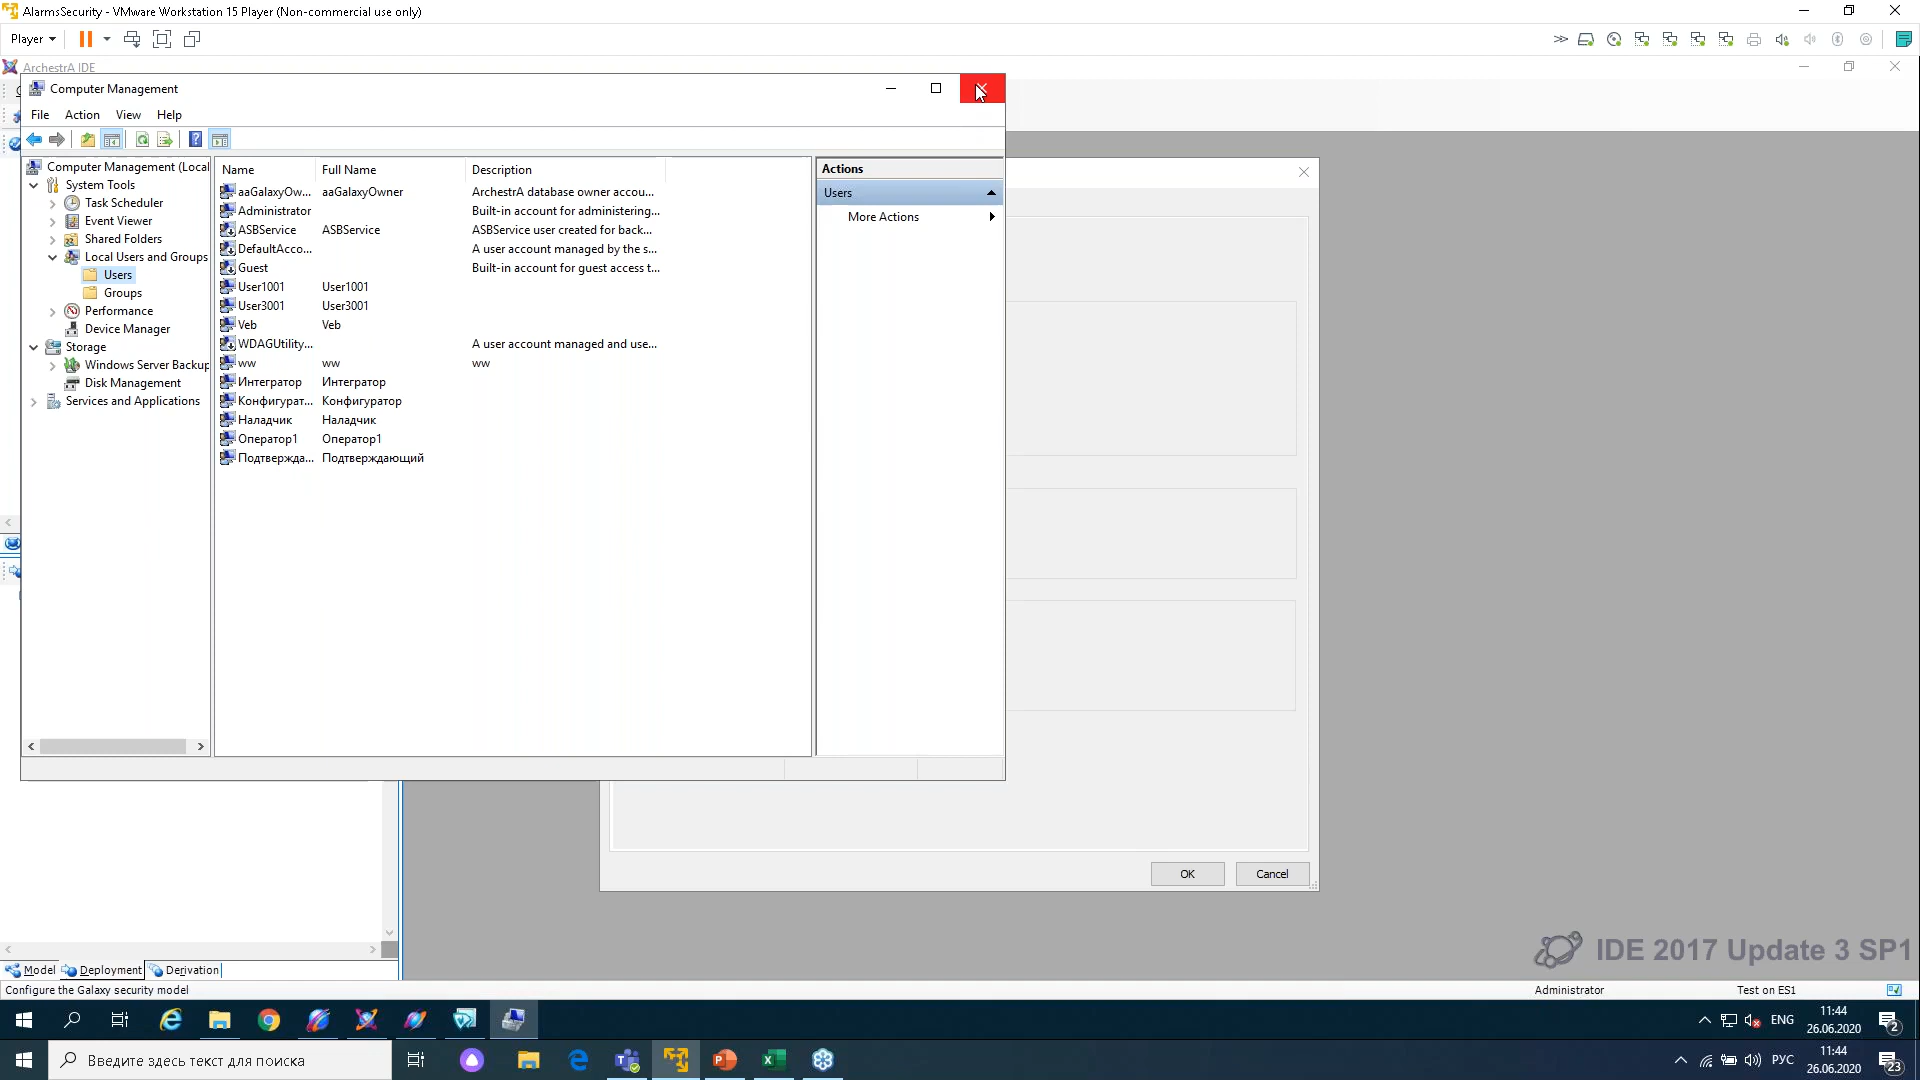 AlarmsSecurity - VMware Workstation 15 Player (Non-commercial use only)
Player
ArchestrA IDE
Computer Management
File Action View Help
Computer Management (Local
System Tools
Task Scheduler
Event Viewer
Shared Folders
Local Users and Groups
Users
Groups
Performance
Device Manager
Storage
Windows Server Backup
Disk Management
Services and Applications
Name Full Name Description
aaGalaxyOw... aaGalaxyOwner ArchestrA database owner accou...
Administrator Built-in account for administering...
ASBService ASBService ASBService user created for back...
DefaultAcco... A user account managed by the s...
Guest Built-in account for guest access t...
User1001 User1001
User3001 User3001
Veb Veb
WDAGUtility... A user account managed and use...
ww ww ww
Интегратор Интегратор
Конфигурат... Конфигуратор
Наладчик Наладчик
Оператор1 Оператор1
Подтвержда... Подтверждающий
Actions
Users
More Actions
OK Cancel
IDE 2017 Update 3 SP1
Model Deployment Derivation
Configure the Galaxy security model Administrator Test on ES1
ENG 11:44
26.06.2020 2
Введите здесь текст для поиска
РУС 11:44
26.06.2020 23